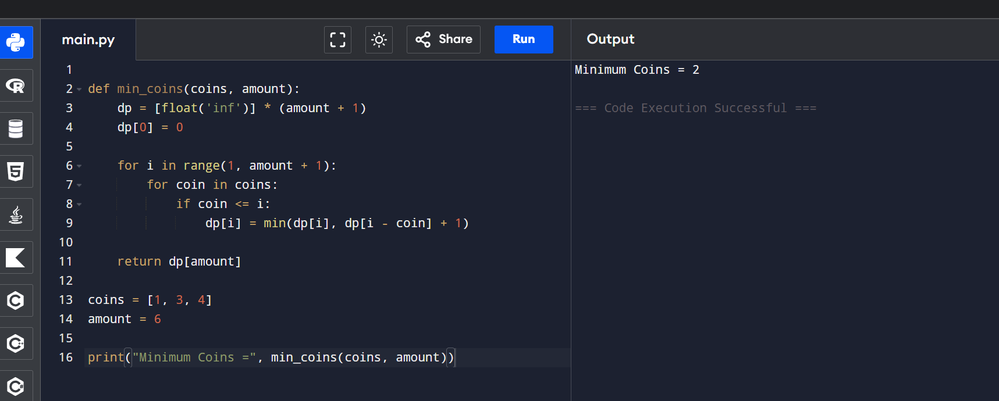 main.py
Share
Run
Output
1
2 def min_coins(coins, amount):
3     dp = [float('inf')] * (amount + 1)
4     dp[0] = 0
5
6     for i in range(1, amount + 1):
7         for coin in coins:
8             if coin <= i:
9                 dp[i] = min(dp[i], dp[i - coin] + 1)
10
11     return dp[amount]
12
13 coins = [1, 3, 4]
14 amount = 6
15
16 print("Minimum Coins =", min_coins(coins, amount))
Minimum Coins = 2
=== Code Execution Successful ===